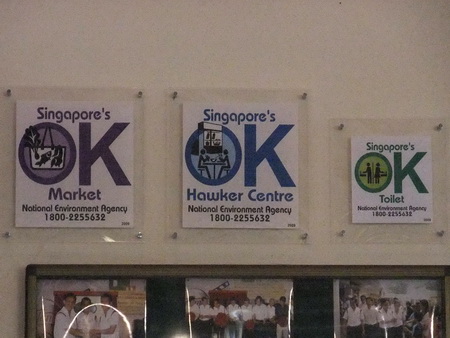 Singapore's
OK
Market
National Environment Agency
1800-2255632
Singapore's
OK
Hawker Centre
National Environment Agency
1800-2255632
Singapore's
OK
Toilet
National Environment Agency
1800-2255632